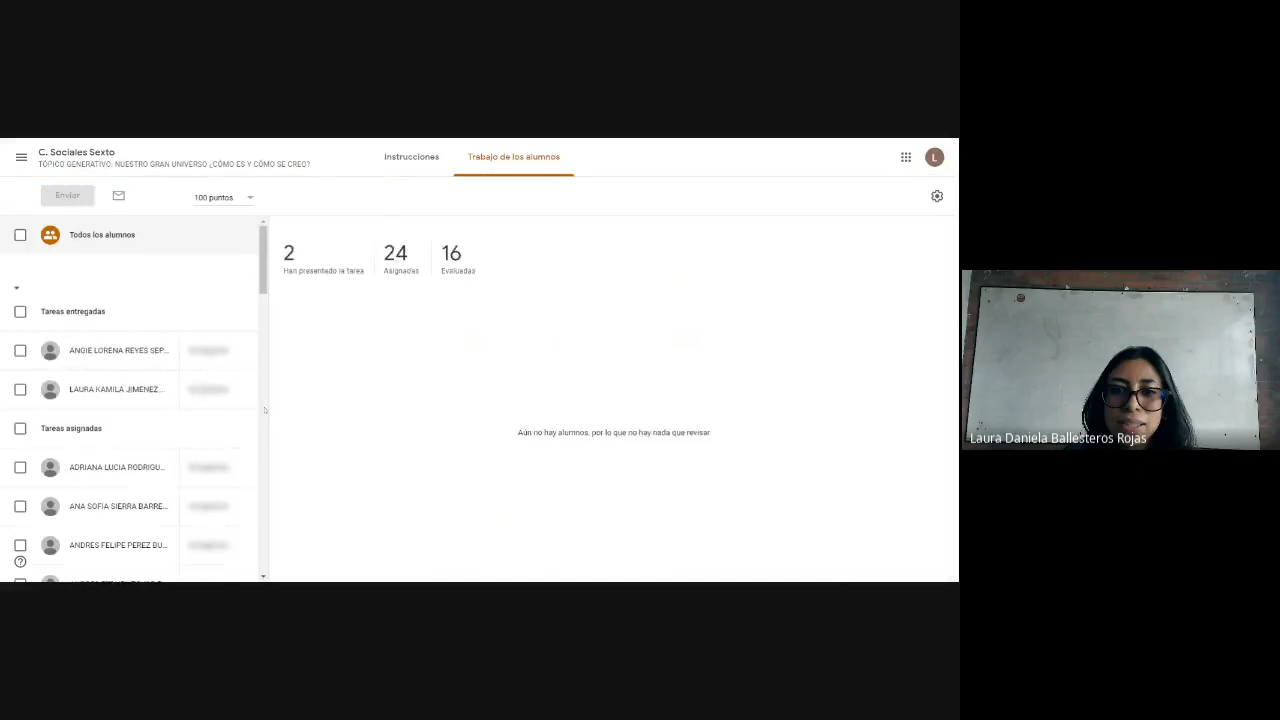 C. Sociales Sexto
TÓPICO GENERATIVO: NUESTRO GRAN UNIVERSO ¿CÓMO ES Y CÓMO SE CREO?
Instrucciones
Trabajo de los alumnos
L
Enviar
100 puntos
Todos los alumnos
2
Han presentado la tarea
24
Asignadas
16
Evaluadas
Tareas entregadas
ANGIE LORENA REYES SEP...
LAURA KAMILA JIMENEZ...
Tareas asignadas
ADRIANA LUCIA RODRIGU...
ANA SOFIA SIERRA BARRE...
ANDRES FELIPE PEREZ BU...
Aún no hay alumnos, por lo que no hay nada que revisar
Laura Daniela Ballesteros Rojas